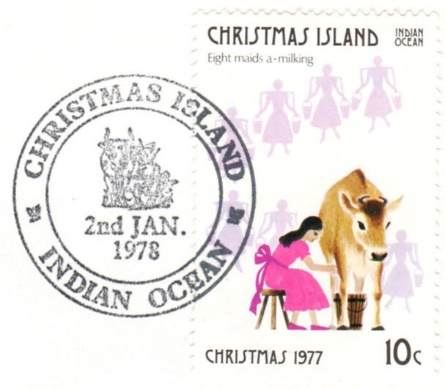 CHRISTMAS ISLAND
2nd JAN.
1978
INDIAN OCEAN
CHRISTMAS ISLAND
INDIAN
OCEAN
Eight maids a-milking
CHRISTMAS 1977
10c